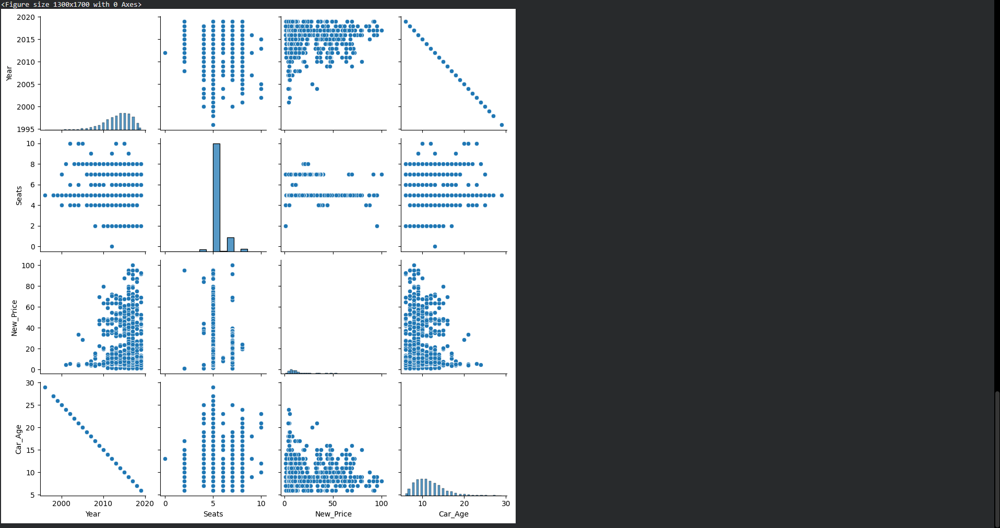 <Figure size 1300x1700 with 0 Axes>
2020
2015
2010
2005
2000
1995
Year
10
8
6
4
2
0
Seats
100
80
60
40
20
0
New_Price
30
25
20
15
10
5
Car_Age
2000 2010 2020
Year
0 5 10
Seats
0 50 100
New_Price
10 20 30
Car_Age